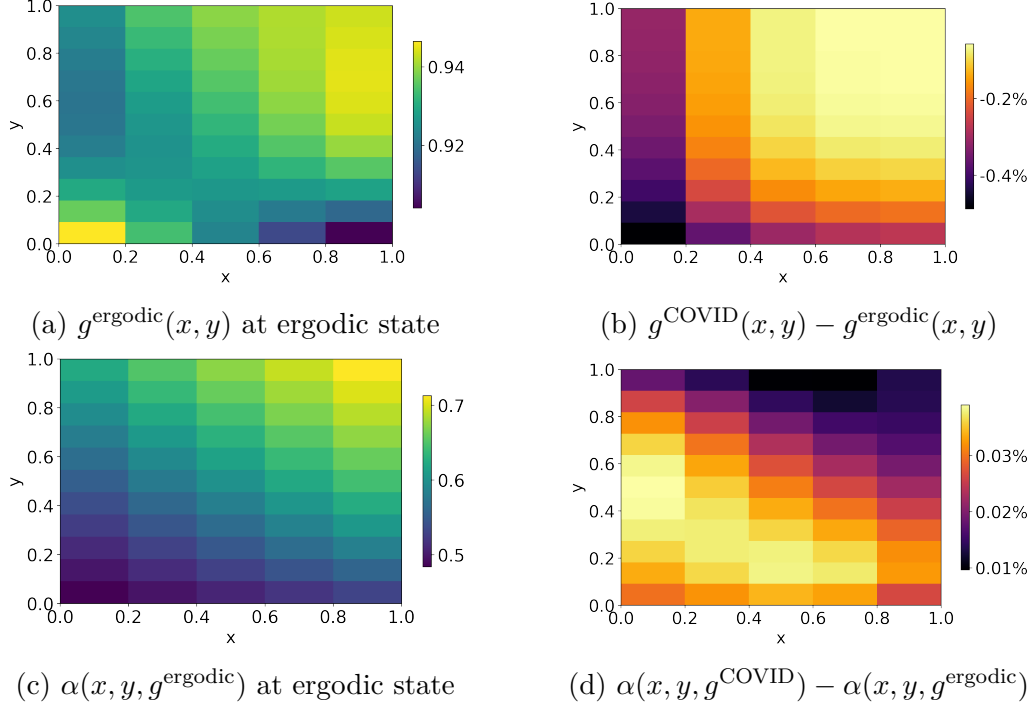 1.0
0.8
0.6
0.4
0.2
0.0
y
0.0 0.2 0.4 0.6 0.8 1.0
x
0.94
0.92
(a) g^ergodic(x, y) at ergodic state
1.0
0.8
0.6
0.4
0.2
0.0
y
0.0 0.2 0.4 0.6 0.8 1.0
x
-0.2%
-0.4%
(b) g^COVID(x, y) − g^ergodic(x, y)
1.0
0.8
0.6
0.4
0.2
0.0
y
0.0 0.2 0.4 0.6 0.8 1.0
x
0.7
0.6
0.5
(c) α(x, y, g^ergodic) at ergodic state
1.0
0.8
0.6
0.4
0.2
0.0
y
0.0 0.2 0.4 0.6 0.8 1.0
x
0.03%
0.02%
0.01%
(d) α(x, y, g^COVID) − α(x, y, g^ergodic)